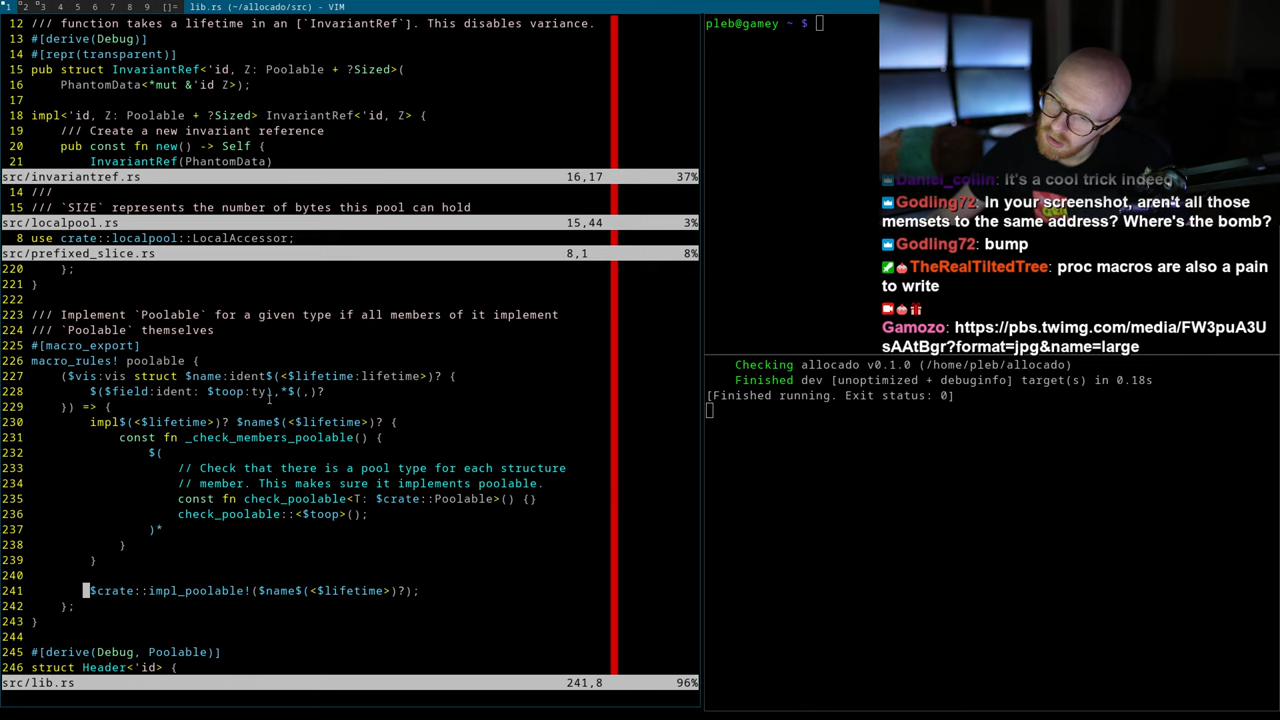 1 2 3 4 5 6 7 8 9 []= lib.rs (~/allocado/src) - VIM
12 /// function takes a lifetime in an [`InvariantRef`]. This disables variance.
13 #[derive(Debug)]
14 #[repr(transparent)]
15 pub struct InvariantRef<'id, Z: Poolable + ?Sized>(
16     PhantomData<*mut &'id Z>);
17
18 impl<'id, Z: Poolable + ?Sized> InvariantRef<'id, Z> {
19     /// Create a new invariant reference
20     pub const fn new() -> Self {
21         InvariantRef(PhantomData)
src/invariantref.rs 16,17 37%
14 ///
15 /// `SIZE` represents the number of bytes this pool can hold
src/localpool.rs 15,44 3%
8 use crate::localpool::LocalAccessor;
src/prefixed_slice.rs 8,1 8%
220     };
221 }
222
223 /// Implement `Poolable` for a given type if all members of it implement
224 /// `Poolable` themselves
225 #[macro_export]
226 macro_rules! poolable {
227     ($vis:vis struct $name:ident$(<$lifetime:lifetime>)? {
228         $($field:ident: $toop:ty),*$(,)?
229     }) => {
230         impl$(<$lifetime>)? $name$(<$lifetime>)? {
231             const fn _check_members_poolable() {
232                 $(
233                     // Check that there is a pool type for each structure
234                     // member. This makes sure it implements poolable.
235                     const fn check_poolable<T: $crate::Poolable>() {}
236                     check_poolable::<$toop>();
237                 )*
238             }
239         }
240
241         $crate::impl_poolable!($name$(<$lifetime>)?);
242     };
243 }
244
245 #[derive(Debug, Poolable)]
246 struct Header<'id> {
src/lib.rs 241,8 96%
pleb@gamey ~ $
Checking allocado v0.1.0 (/home/pleb/allocado)
Finished dev [unoptimized + debuginfo] target(s) in 0.18s
[Finished running. Exit status: 0]
Daniel_collin: It's a cool trick indeed
Godling72: In your screenshot, aren't all those
memsets to the same address? Where's the bomb?
Godling72: bump
TheRealTiltedTree: proc macros are also a pain
to write
Gamozo: https://pbs.twimg.com/media/FW3puA3U
sAAtBgr?format=jpg&name=large